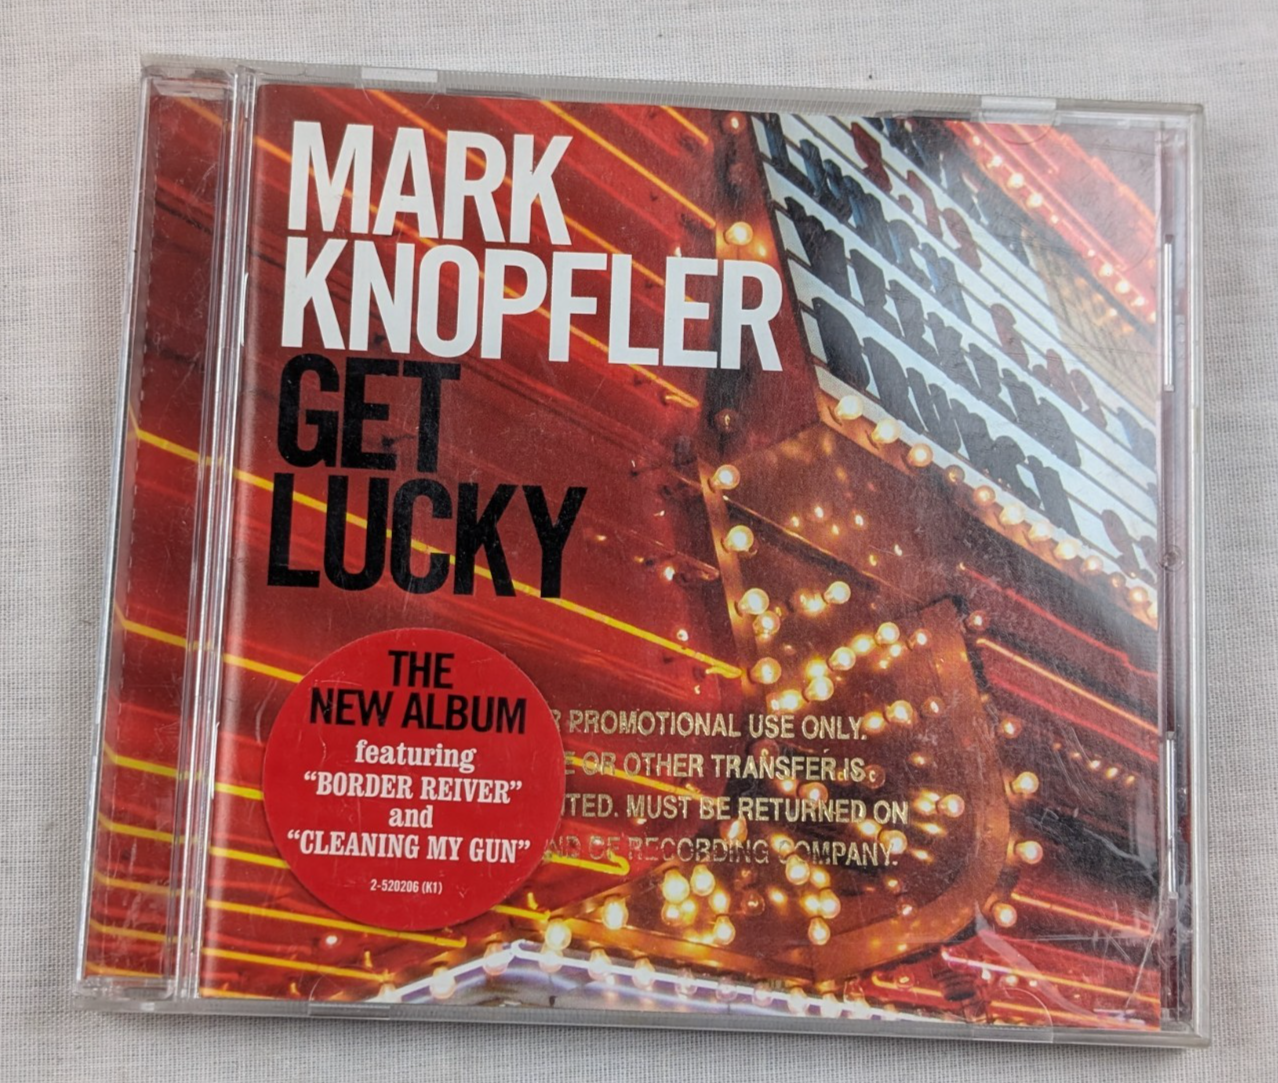 MARK
KNOPFLER
GET
LUCKY
THE
NEW ALBUM
featuring
"BORDER REIVER"
and
"CLEANING MY GUN"
2-520206 (K1)
PROMOTIONAL USE ONLY.
OR OTHER TRANSFER IS
MUST BE RETURNED ON
OF RECORDING COMPANY.